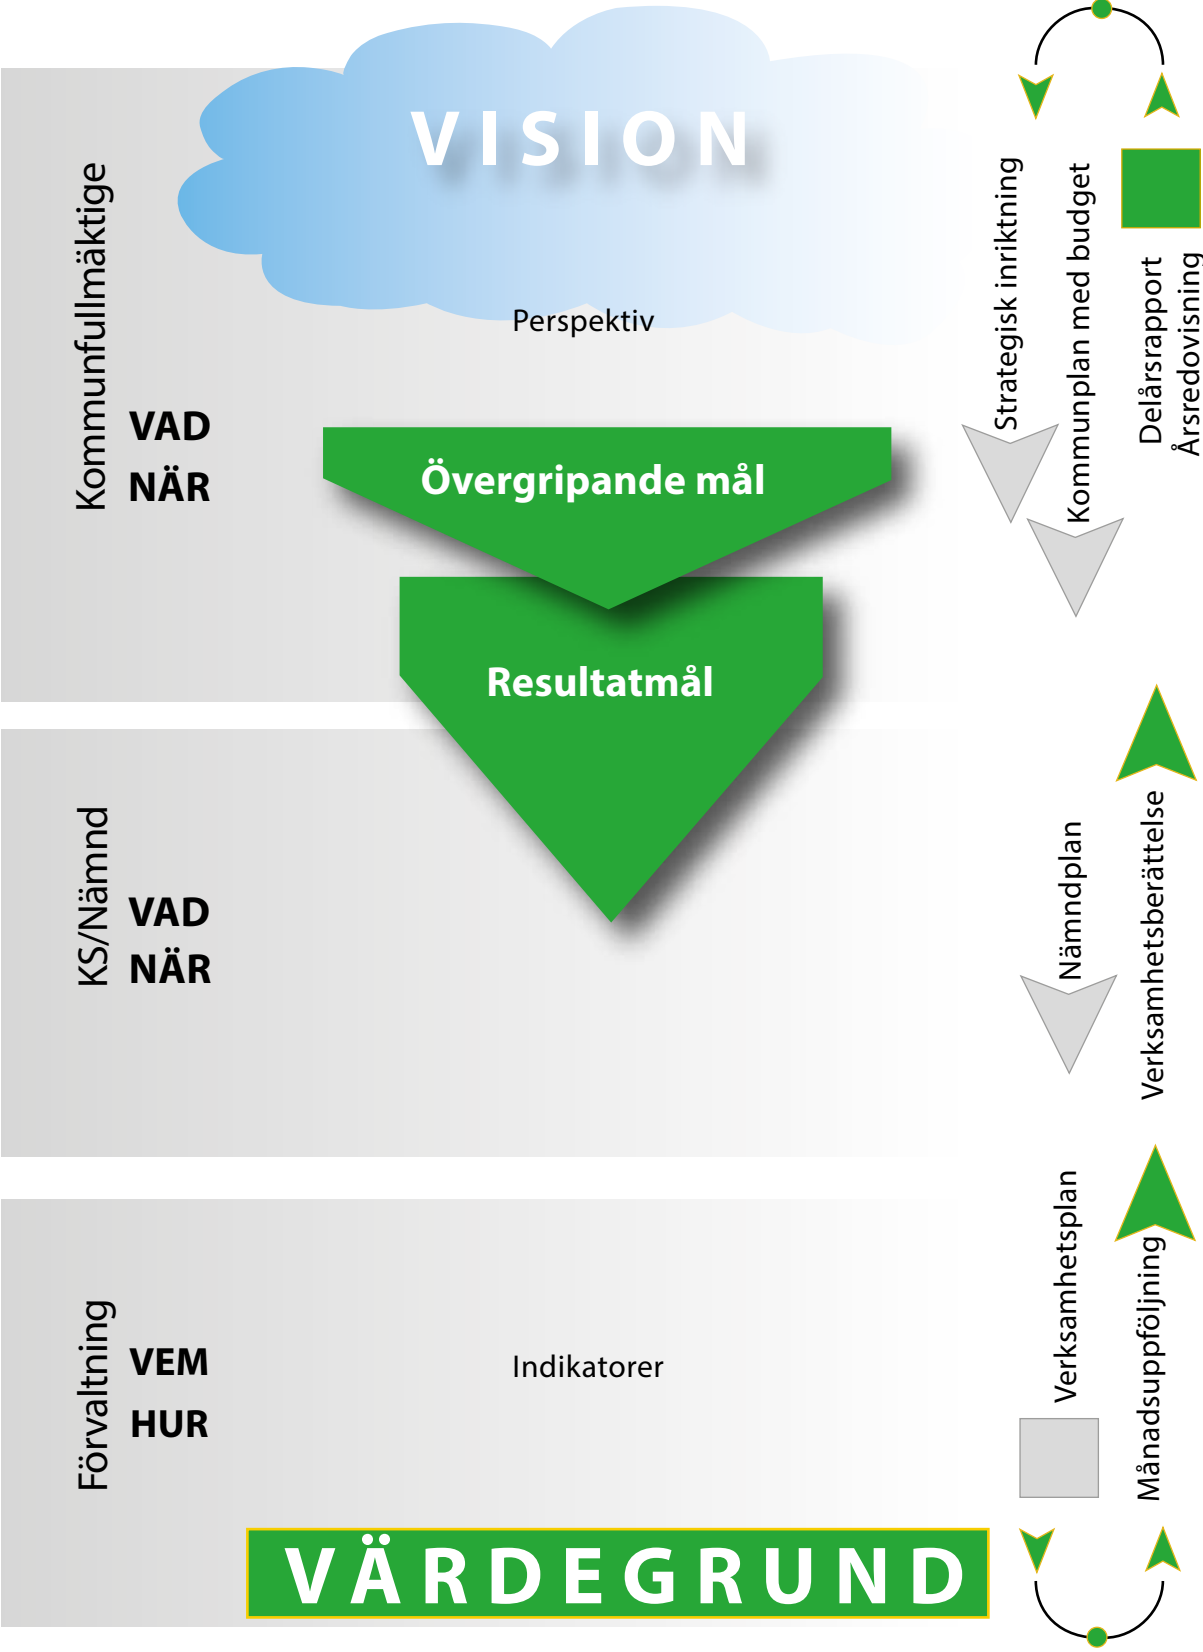 VISION
Kommunfullmäktige
Perspektiv
VAD
NÄR
Övergripande mål
Resultatmål
Strategisk inriktning
Kommunplan med budget
Delårsrapport
Årsredovisning
KS/Nämnd
VAD
NÄR
Nämndplan
Verksamhetsberättelse
Förvaltning
VEM
HUR
Indikatorer
Verksamhetsplan
Månadsuppföljning
VÄRDEGRUND